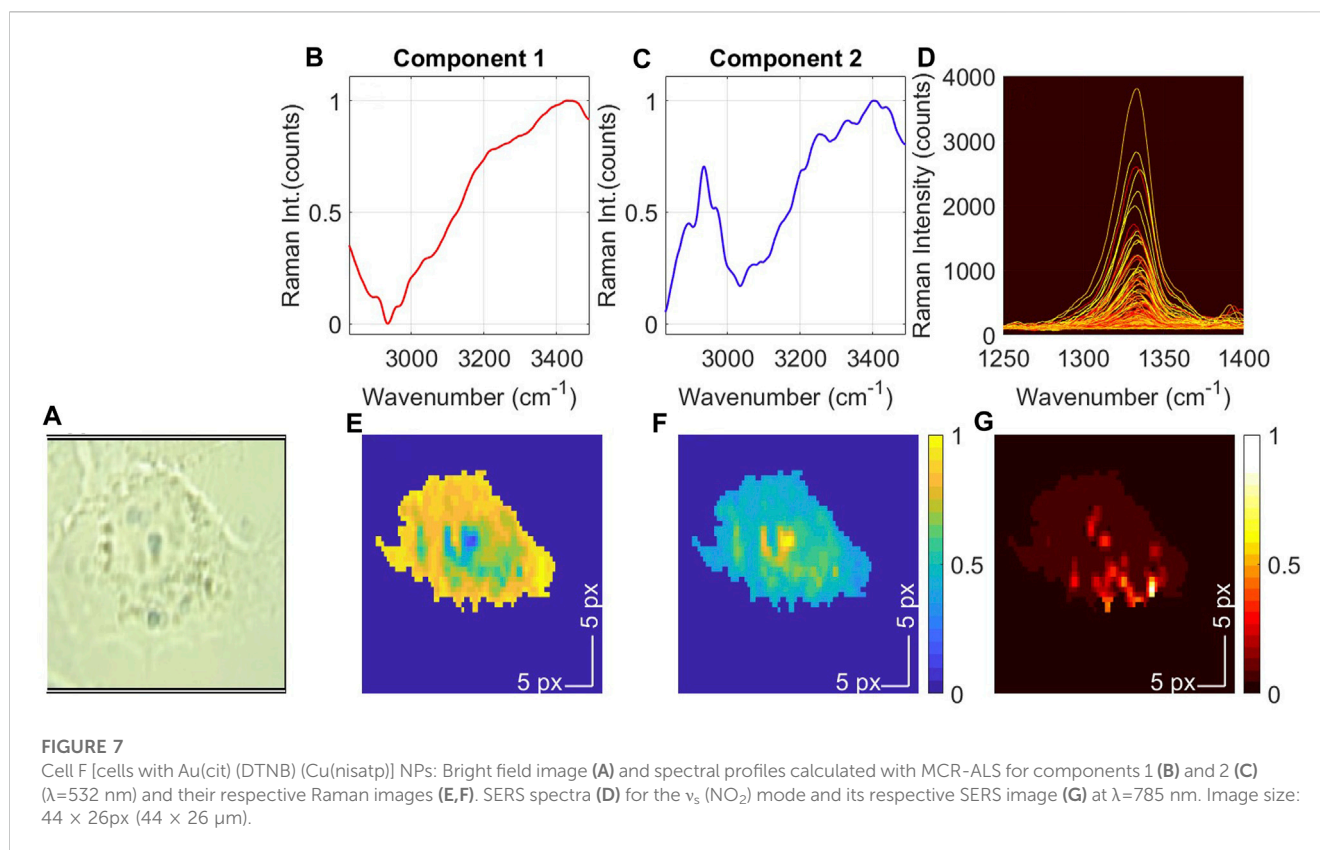 B Component 1
Raman Int.(counts)
1
0.5
0
3000 3200 3400
Wavenumber (cm-1)
C Component 2
Raman Int.(counts)
1
0.5
0
3000 3200 3400
Wavenumber (cm-1)
D
Raman Intensity (counts)
4000
3000
2000
1000
0
1250 1300 1350 1400
Wavenumber (cm-1)
A
E
5 px
5 px
F
5 px
5 px
1
0.5
0
G
5 px
5 px
1
0.5
0
FIGURE 7
Cell F [cells with Au(cit) (DTNB) (Cu(nisatp)] NPs: Bright field image (A) and spectral profiles calculated with MCR-ALS for components 1 (B) and 2 (C)
(λ=532 nm) and their respective Raman images (E,F). SERS spectra (D) for the νs (NO2) mode and its respective SERS image (G) at λ=785 nm. Image size:
44 × 26px (44 × 26 μm).